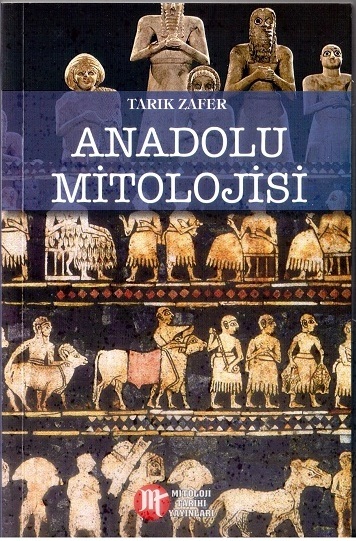 TARIK ZAFER
ANADOLU
MİTOLOJİSİ
MİTOLOJİ
TARİHİ
YAYINLARI